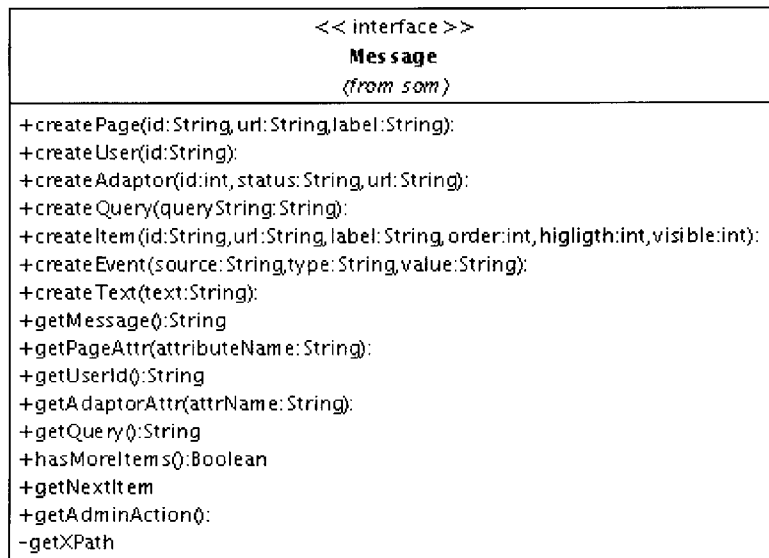 << interface >>
Message
(from som)
+createPage(id:String,url:String,label:String):
+createUser(id:String):
+createAdaptor(id:int,status:String,url:String):
+createQuery(queryString:String):
+createItem(id:String,url:String,label:String,order:int,higligth:int,visible:int):
+createEvent(source:String,type:String,value:String):
+createText(text:String):
+getMessage():String
+getPageAttr(attributeName:String):
+getUserId():String
+getAdaptorAttr(attrName:String):
+getQuery():String
+hasMoreItems():Boolean
+getNextItem
+getAdminAction():
-getXPath